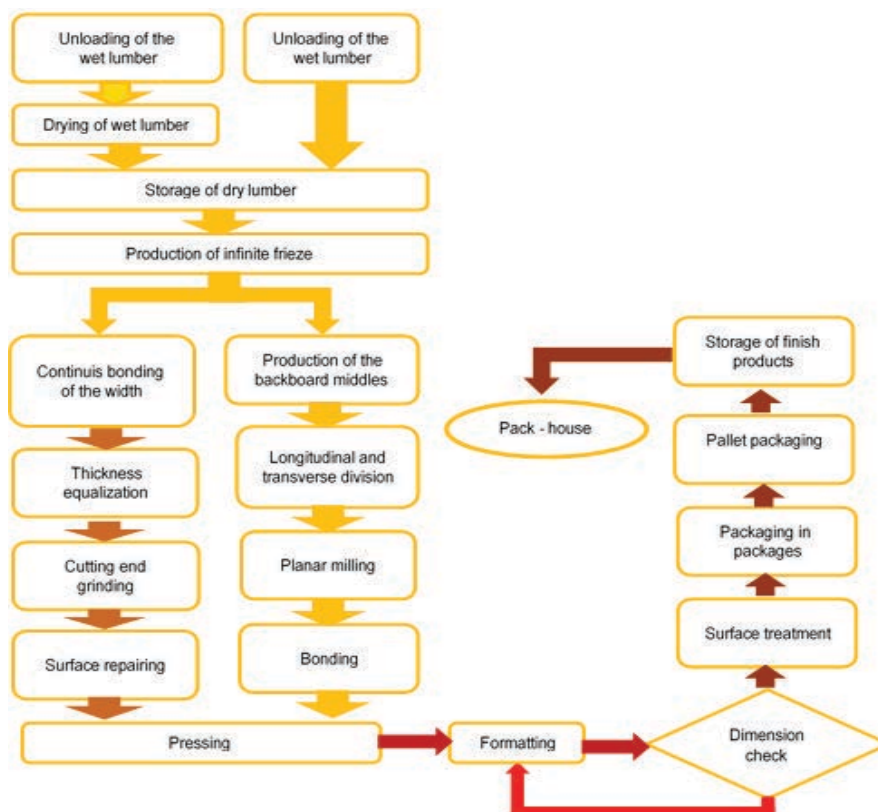 Unloading of the
wet lumber
Unloading of the
wet lumber
Drying of wet lumber
Storage of dry lumber
Production of infinite frieze
Continuis bonding
of the width
Production of the
backboard middles
Thickness
equalization
Longitudinal and
transverse division
Cutting end
grinding
Planar milling
Surface repairing
Bonding
Pressing
Formatting
Dimension
check
Surface treatment
Packaging in
packages
Pallet packaging
Storage of finish
products
Pack - house